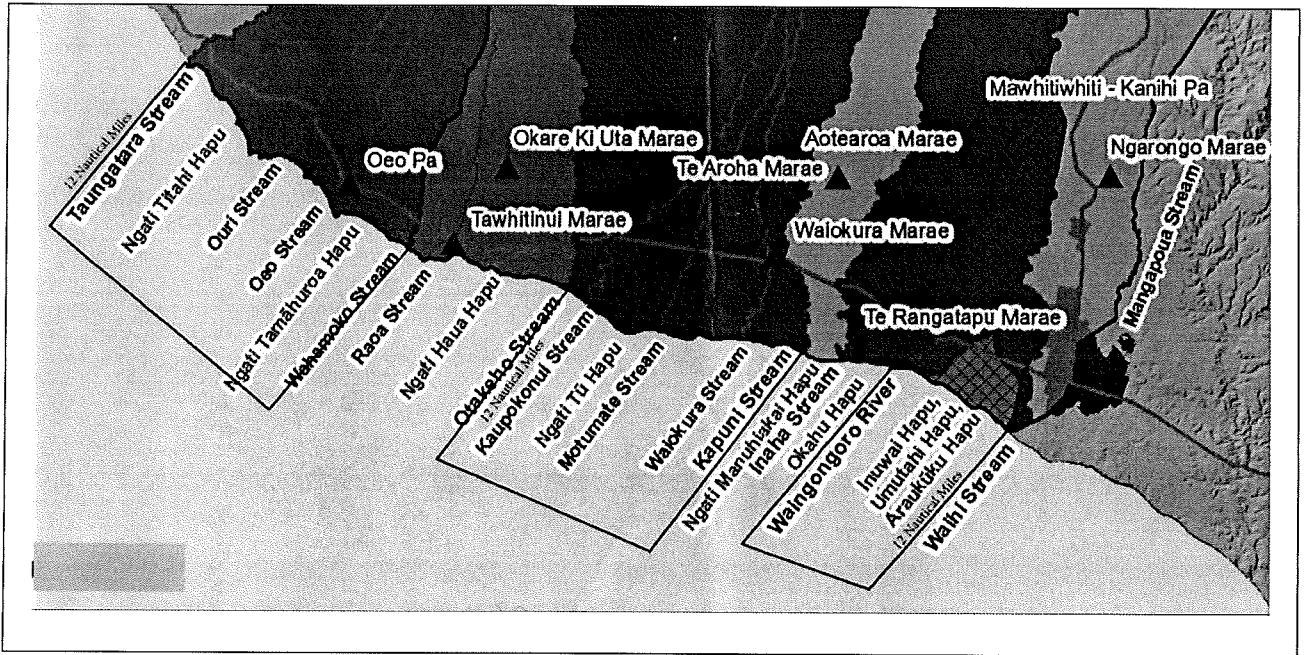 Mawhitiwhiti - Kanihi Pa
Okare Ki Uta Marae
Aotearoa Marae
Ngarongo Marae
Oeo Pa
Te Aroha Marae
Tawhitinui Marae
Waiokura Marae
Te Rangatapu Marae
Mangapoua Stream
12 Nautical Miles
Taungatara Stream
Ngati Titahi Hapu
Ouri Stream
Oeo Stream
Ngati Tamāhuroa Hapu
Wahamoko Stream
Raoa Stream
Ngati Haua Hapu
Otakeho Stream
12 Nautical Miles
Kaupokonui Stream
Ngati Tū Hapu
Motumate Stream
Waiokura Stream
Kapuni Stream
Ngati Manuhiakai Hapu
Inaha Stream
Okahu Hapu
Waingongoro River
Inuwai Hapu,
Umutahi Hapu,
Araukūku Hapu
12 Nautical Miles
Waihi Stream